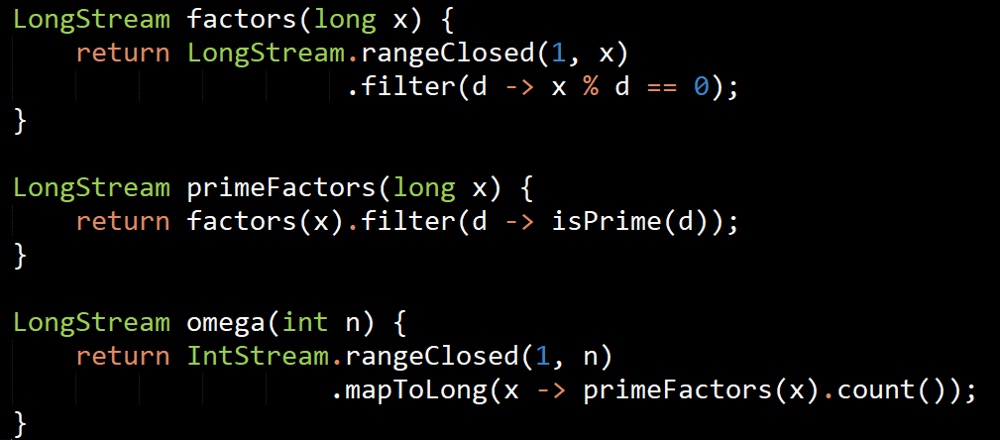 LongStream factors(long x) {
    return LongStream.rangeClosed(1, x)
                     .filter(d -> x % d == 0);
}

LongStream primeFactors(long x) {
    return factors(x).filter(d -> isPrime(d));
}

LongStream omega(int n) {
    return IntStream.rangeClosed(1, n)
                    .mapToLong(x -> primeFactors(x).count());
}